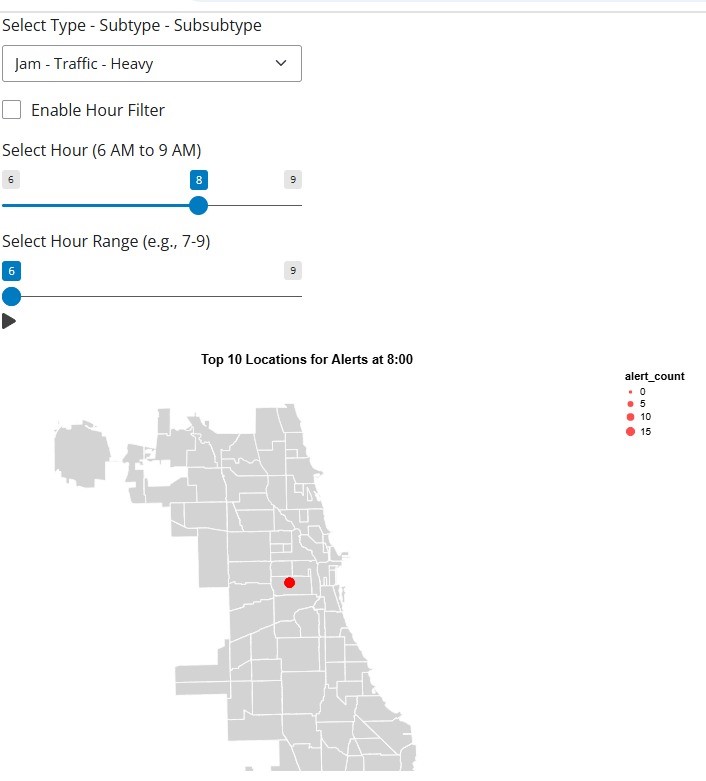 Select Type - Subtype - Subsubtype
Jam - Traffic - Heavy
Enable Hour Filter
Select Hour (6 AM to 9 AM)
6 8 9
Select Hour Range (e.g., 7-9)
6 9
Top 10 Locations for Alerts at 8:00
alert_count
0
5
10
15